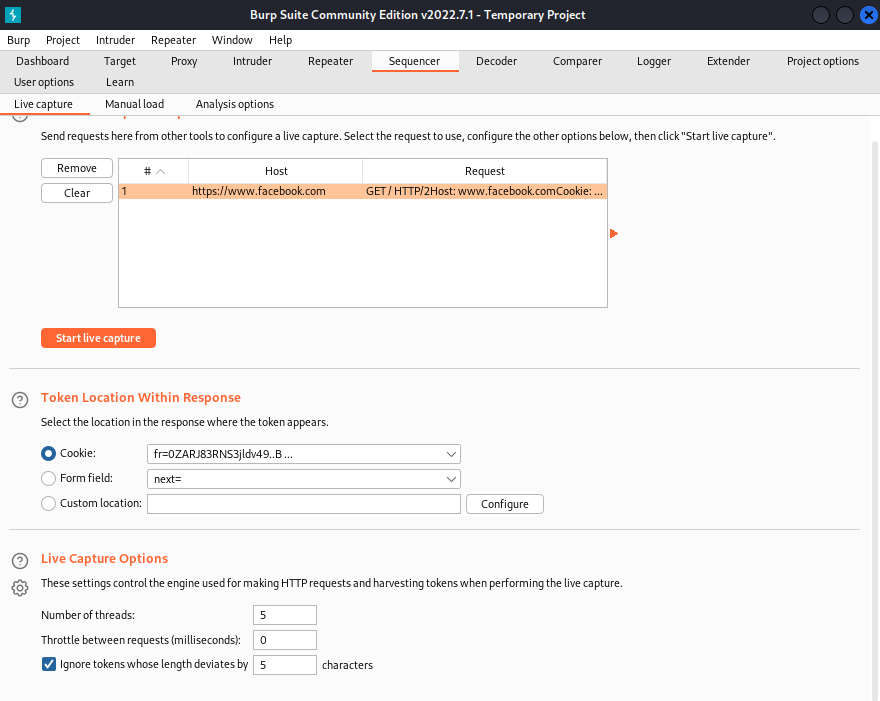 Burp Suite Community Edition v2022.7.1 - Temporary Project
Burp Project Intruder Repeater Window Help
Dashboard Target Proxy Intruder Repeater Sequencer Decoder Comparer Logger Extender Project options
User options Learn
Live capture Manual load Analysis options
Send requests here from other tools to configure a live capture. Select the request to use, configure the other options below, then click "Start live capture".
Remove
Clear
# Host Request
1 https://www.facebook.com GET / HTTP/2Host: www.facebook.comCookie: ...
Start live capture
Token Location Within Response
Select the location in the response where the token appears.
Cookie: fr=0ZARJ83RNS3jldv49..B ...
Form field: next=
Custom location: Configure
Live Capture Options
These settings control the engine used for making HTTP requests and harvesting tokens when performing the live capture.
Number of threads: 5
Throttle between requests (milliseconds): 0
Ignore tokens whose length deviates by 5 characters